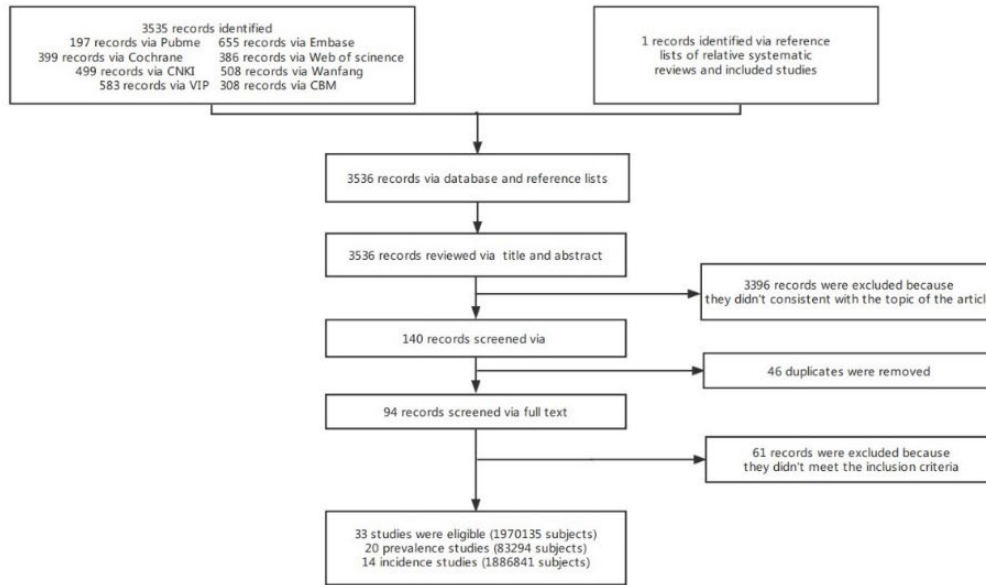 3535 records identified
197 records via Pubme 655 records via Embase
399 records via Cochrane 386 records via Web of scinence
499 records via CNKI 508 records via Wanfang
583 records via VIP 308 records via CBM
1 records identified via reference
lists of relative systematic
reviews and included studies
3536 records via database and reference lists
3536 records reviewed via title and abstract
3396 records were excluded because
they didn't consistent with the topic of the articl
140 records screened via
46 duplicates were removed
94 records screened via full text
61 records were excluded because
they didn't meet the inclusion criteria
33 studies were eligible (1970135 subjects)
20 prevalence studies (83294 subjects)
14 incidence studies (1886841 subjects)